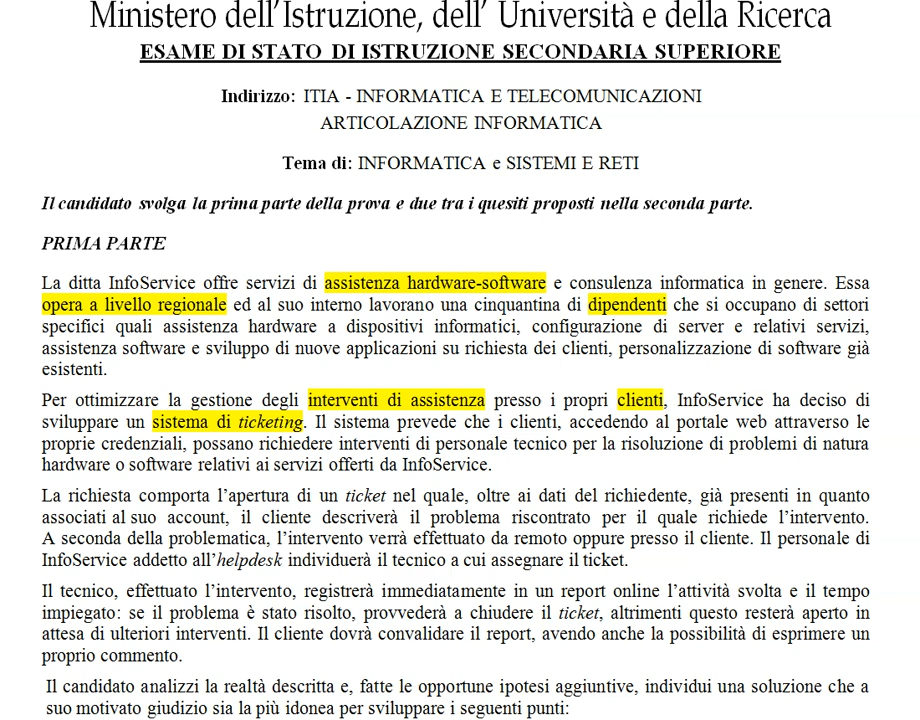 Ministero dell'Istruzione, dell' Università e della Ricerca
ESAME DI STATO DI ISTRUZIONE SECONDARIA SUPERIORE
Indirizzo: ITIA - INFORMATICA E TELECOMUNICAZIONI
ARTICOLAZIONE INFORMATICA
Tema di: INFORMATICA e SISTEMI E RETI
Il candidato svolga la prima parte della prova e due tra i quesiti proposti nella seconda parte.
PRIMA PARTE
La ditta InfoService offre servizi di assistenza hardware-software e consulenza informatica in genere. Essa
opera a livello regionale ed al suo interno lavorano una cinquantina di dipendenti che si occupano di settori
specifici quali assistenza hardware a dispositivi informatici, configurazione di server e relativi servizi,
assistenza software e sviluppo di nuove applicazioni su richiesta dei clienti, personalizzazione di software già
esistenti.
Per ottimizzare la gestione degli interventi di assistenza presso i propri clienti, InfoService ha deciso di
sviluppare un sistema di ticketing. Il sistema prevede che i clienti, accedendo al portale web attraverso le
proprie credenziali, possano richiedere interventi di personale tecnico per la risoluzione di problemi di natura
hardware o software relativi ai servizi offerti da InfoService.
La richiesta comporta l'apertura di un ticket nel quale, oltre ai dati del richiedente, già presenti in quanto
associati al suo account, il cliente descriverà il problema riscontrato per il quale richiede l'intervento.
A seconda della problematica, l'intervento verrà effettuato da remoto oppure presso il cliente. Il personale di
InfoService addetto all'helpdesk individuerà il tecnico a cui assegnare il ticket.
Il tecnico, effettuato l'intervento, registrerà immediatamente in un report online l'attività svolta e il tempo
impiegato: se il problema è stato risolto, provvederà a chiudere il ticket, altrimenti questo resterà aperto in
attesa di ulteriori interventi. Il cliente dovrà convalidare il report, avendo anche la possibilità di esprimere un
proprio commento.
Il candidato analizzi la realtà descritta e, fatte le opportune ipotesi aggiuntive, individui una soluzione che a
suo motivato giudizio sia la più idonea per sviluppare i seguenti punti: